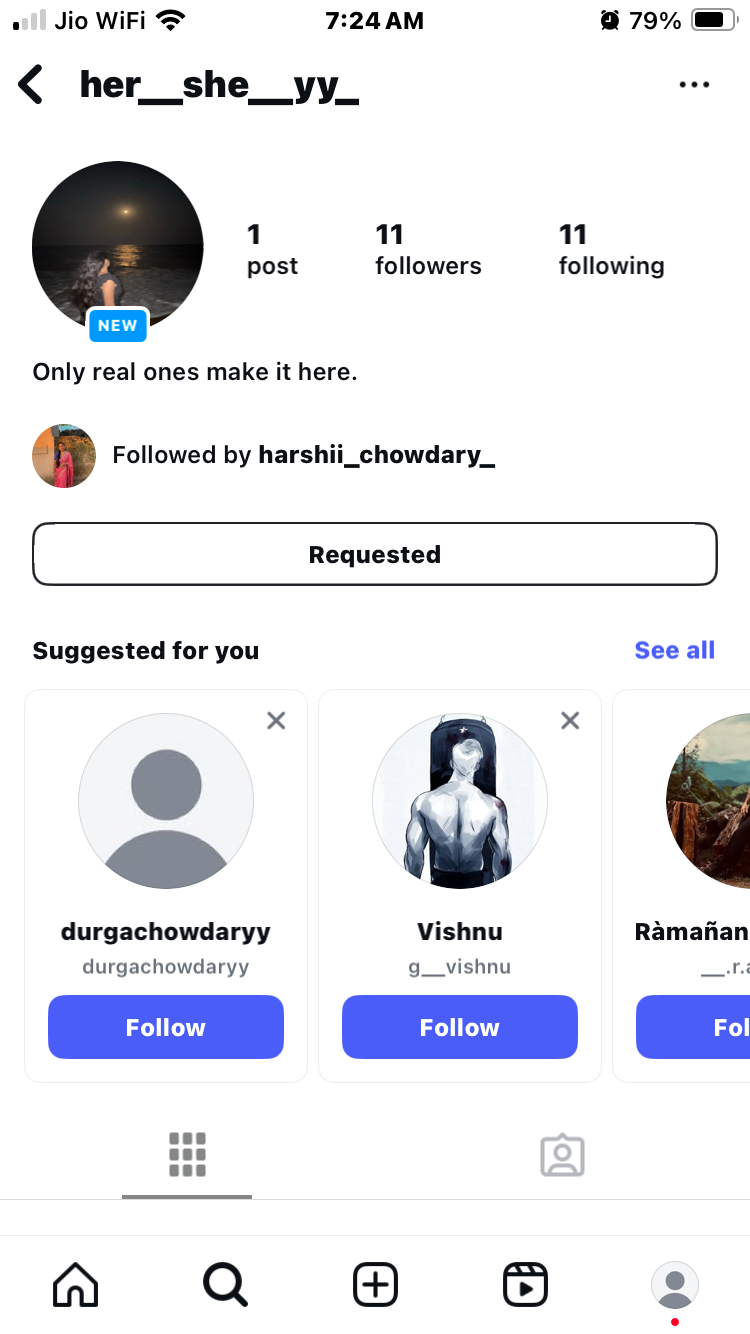 Jio WiFi 7:24 AM 79%
her__she__yy_
1 11 11
post followers following
NEW
Only real ones make it here.
Followed by harshii_chowdary_
Requested
Suggested for you See all
durgachowdaryy Vishnu Ràmañan
durgachowdaryy g__vishnu __.r.a
Follow Follow Fol